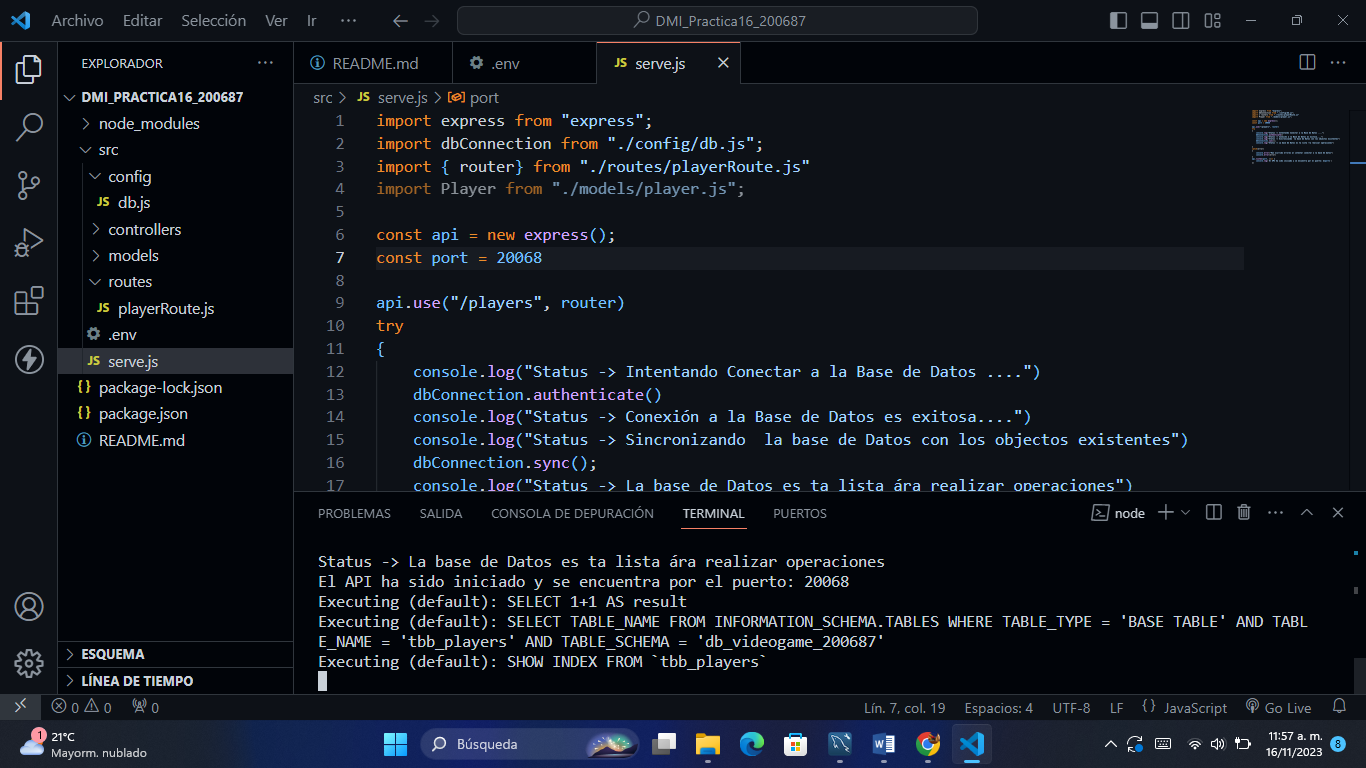 Archivo Editar Selección Ver Ir ··· DMI_Practica16_200687
EXPLORADOR
DMI_PRACTICA16_200687
node_modules
src
config
JS db.js
controllers
models
routes
JS playerRoute.js
.env
JS serve.js
{} package-lock.json
{} package.json
README.md
ESQUEMA
LÍNEA DE TIEMPO
README.md .env JS serve.js
src > JS serve.js > port
1 import express from "express";
2 import dbConnection from "./config/db.js";
3 import { router} from "./routes/playerRoute.js"
4 import Player from "./models/player.js";
5
6 const api = new express();
7 const port = 20068
8
9 api.use("/players", router)
10 try
11 {
12 console.log("Status -> Intentando Conectar a la Base de Datos ....")
13 dbConnection.authenticate()
14 console.log("Status -> Conexión a la Base de Datos es exitosa....")
15 console.log("Status -> Sincronizando  la base de Datos con los objectos existentes")
16 dbConnection.sync();
17 console.log("Status -> La base de Datos es ta lista ára realizar operaciones")
PROBLEMAS SALIDA CONSOLA DE DEPURACIÓN TERMINAL PUERTOS node
Status -> La base de Datos es ta lista ára realizar operaciones
El API ha sido iniciado y se encuentra por el puerto: 20068
Executing (default): SELECT 1+1 AS result
Executing (default): SELECT TABLE_NAME FROM INFORMATION_SCHEMA.TABLES WHERE TABLE_TYPE = 'BASE TABLE' AND TABL
E_NAME = 'tbb_players' AND TABLE_SCHEMA = 'db_videogame_200687'
Executing (default): SHOW INDEX FROM `tbb_players`
0 0 0 Lín. 7, col. 19 Espacios: 4 UTF-8 LF {} JavaScript Go Live
1 21°C
Mayorm. nublado
Búsqueda
11:57 a. m.
16/11/2023
8